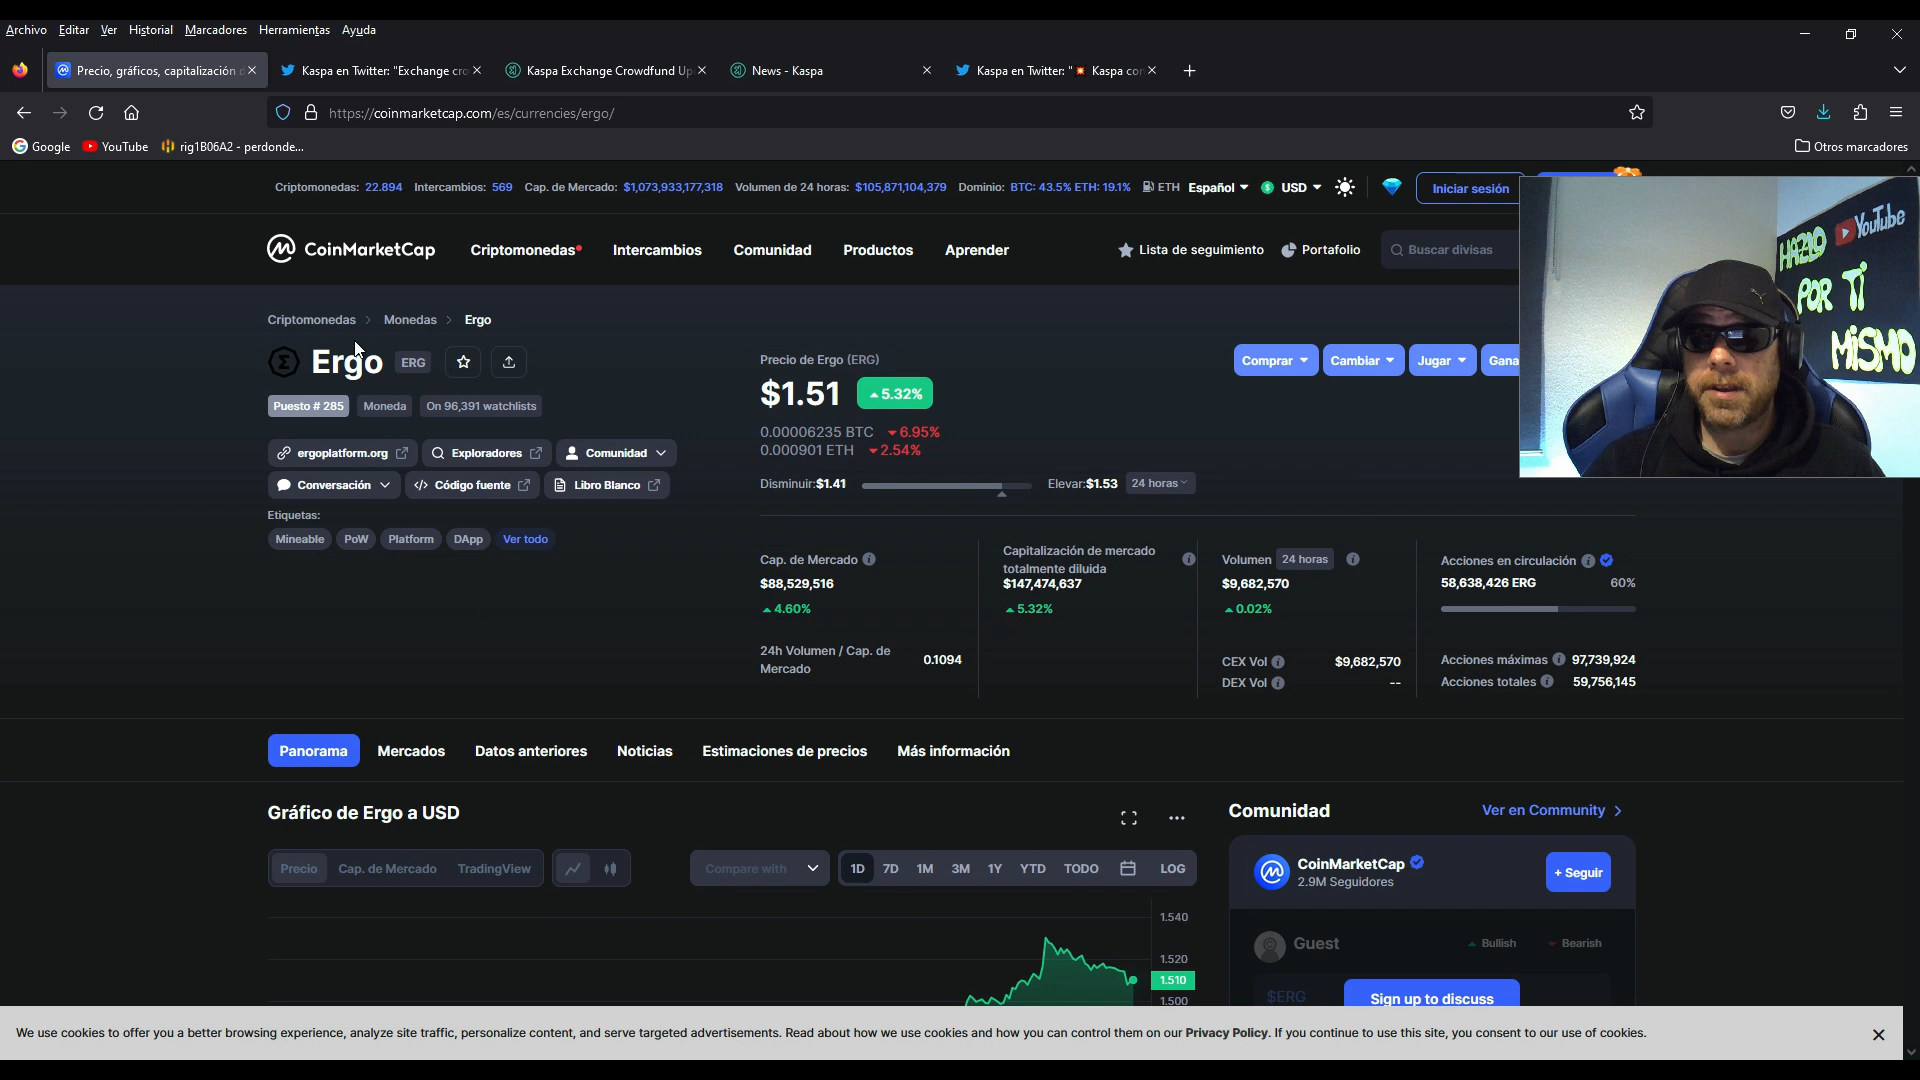 Archivo Editar Ver Historial Marcadores Herramientas Ayuda
Precio, gráficos, capitalización d
Kaspa en Twitter: "Exchange cro
Kaspa Exchange Crowdfund Up
News - Kaspa
Kaspa en Twitter: "💥 Kaspa con
https://coinmarketcap.com/es/currencies/ergo/
Google YouTube rig1B06A2 - perdonde... Otros marcadores
Criptomonedas: 22.894 Intercambios: 569 Cap. de Mercado: $1,073,933,177,318 Volumen de 24 horas: $105,871,104,379 Dominio: BTC: 43.5% ETH: 19.1% ETH Español USD Iniciar sesión
CoinMarketCap Criptomonedas Intercambios Comunidad Productos Aprender Lista de seguimiento Portafolio Buscar divisas
YouTube
HAZLO
POR TI
MISMO
Criptomonedas > Monedas > Ergo
Ergo ERG
Puesto # 285 Moneda On 96,391 watchlists
ergoplatform.org Exploradores Comunidad
Conversación Código fuente Libro Blanco
Etiquetas:
Mineable PoW Platform DApp Ver todo
Precio de Ergo (ERG)
$1.51 5.32%
0.00006235 BTC 6.95%
0.000901 ETH 2.54%
Disminuir:$1.41 Elevar:$1.53 24 horas
Comprar Cambiar Jugar Gana
Cap. de Mercado
$88,529,516
4.60%
24h Volumen / Cap. de
Mercado
0.1094
Capitalización de mercado
totalmente diluida
$147,474,637
5.32%
Volumen 24 horas
$9,682,570
0.02%
CEX Vol $9,682,570
DEX Vol --
Acciones en circulación
58,638,426 ERG 60%
Acciones máximas 97,739,924
Acciones totales 59,756,145
Panorama Mercados Datos anteriores Noticias Estimaciones de precios Más información
Gráfico de Ergo a USD
Precio Cap. de Mercado TradingView
Compare with
1D 7D 1M 3M 1Y YTD TODO LOG
1.540
1.520
1.510
1.500
Comunidad Ver en Community >
CoinMarketCap
2.9M Seguidores
+ Seguir
Guest Bullish Bearish
$ERG
Sign up to discuss
We use cookies to offer you a better browsing experience, analyze site traffic, personalize content, and serve targeted advertisements. Read about how we use cookies and how you can control them on our Privacy Policy. If you continue to use this site, you consent to our use of cookies.